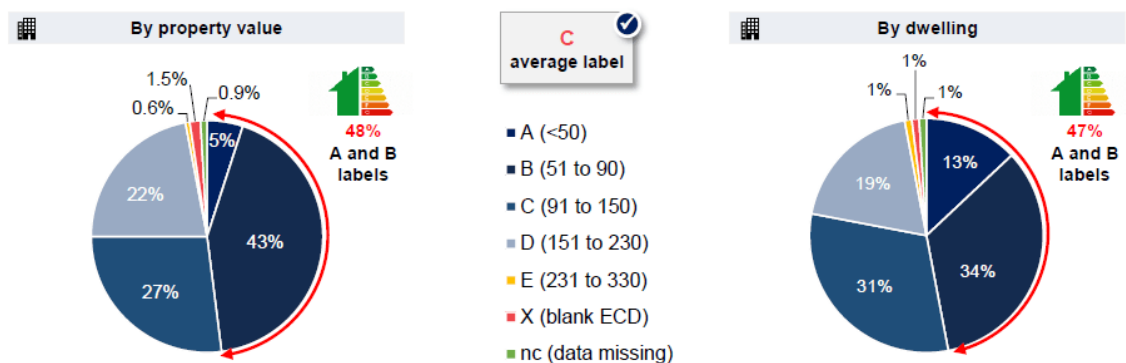 By property value
1.5%
0.9%
0.6%
5%
43%
27%
22%
48%
A and B
labels
C
average label
A (<50)
B (51 to 90)
C (91 to 150)
D (151 to 230)
E (231 to 330)
X (blank ECD)
nc (data missing)
By dwelling
1%
1%
1%
13%
34%
31%
19%
47%
A and B
labels